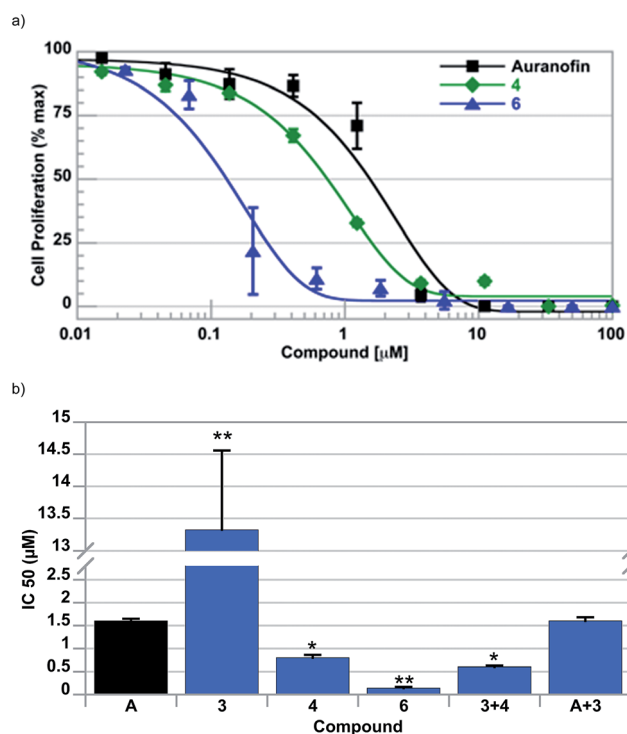 a)
100
75
50
25
0
Cell Proliferation (% max)
Auranofin
4
6
0.01 0.1 1 10 100
Compound [µM]
b)
15
14.5
14
13.5
13
2.5
2
1.5
1
0.5
0
IC 50 (µM)
**
*
**
*
A 3 4 6 3+4 A+3
Compound